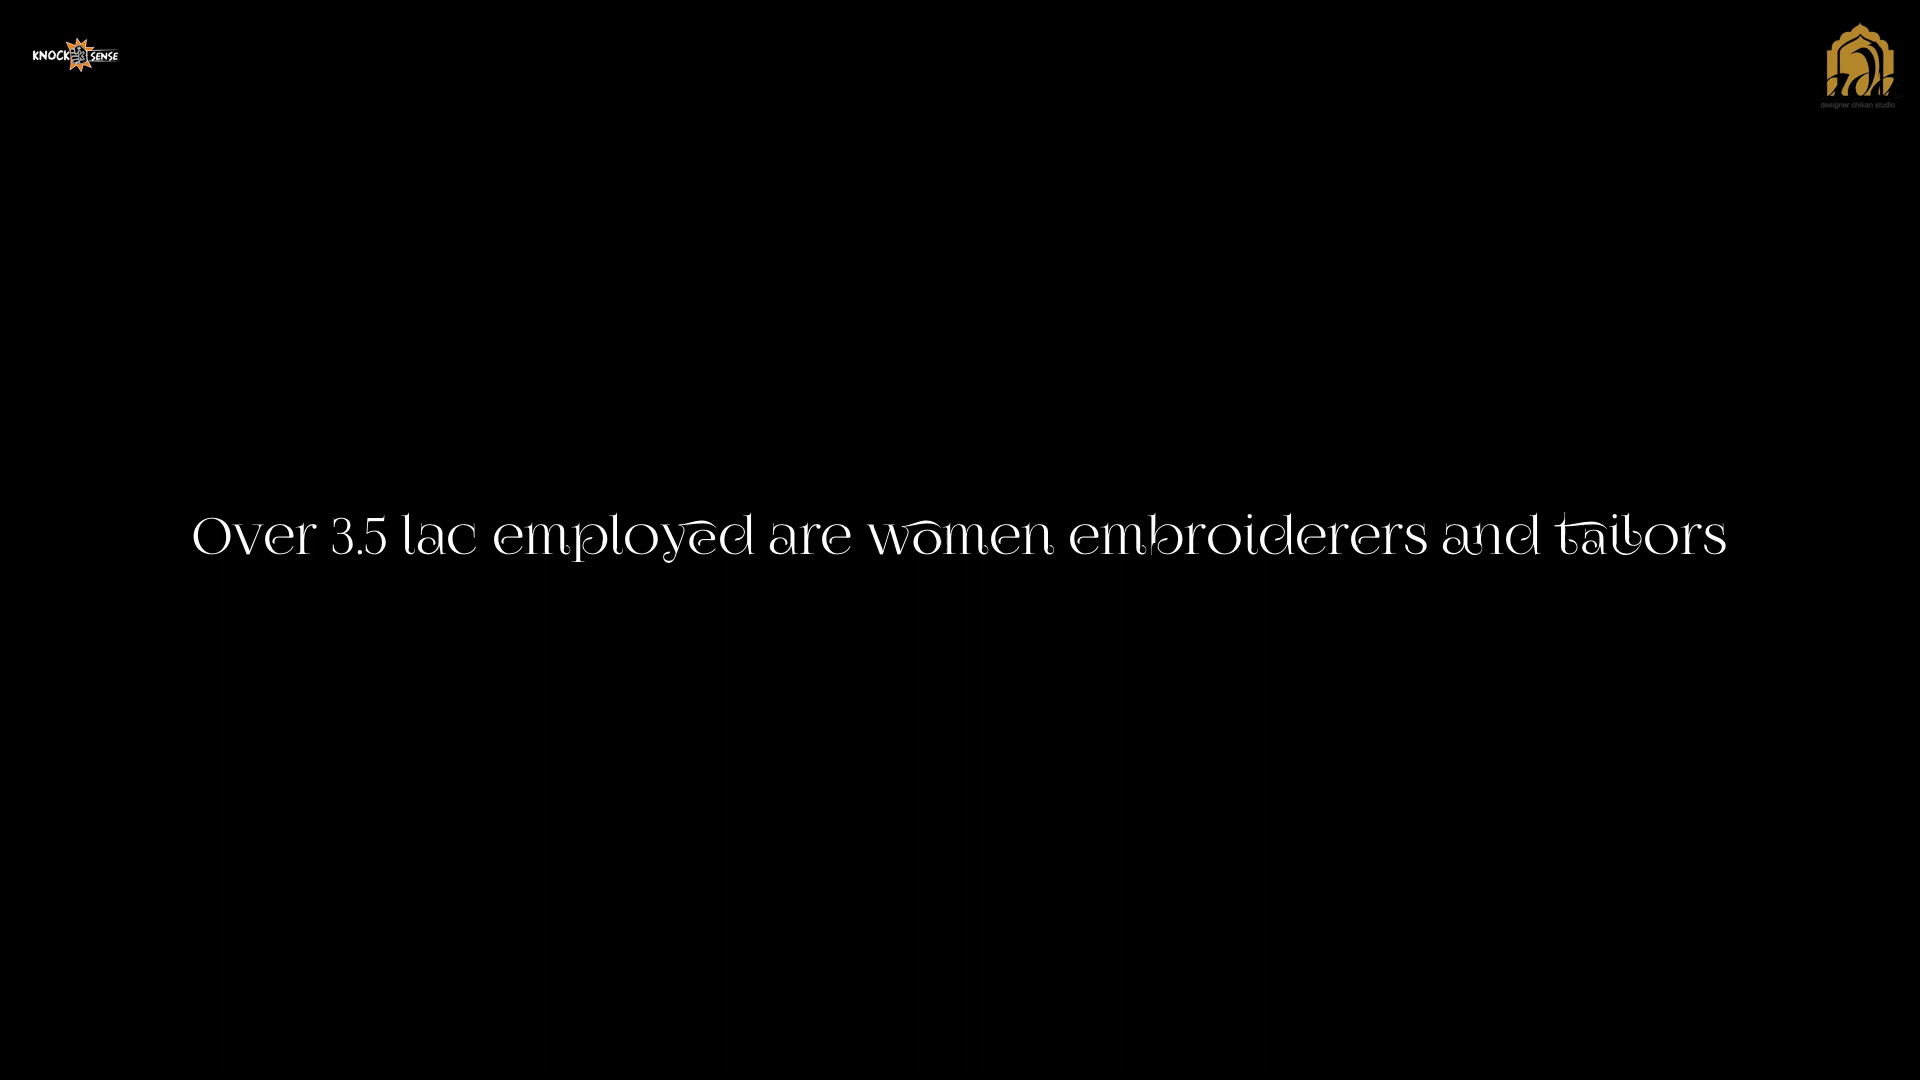 KNOCK SENSE
designer chikan studio
Over 3.5 lac employed are women embroiderers and tailors